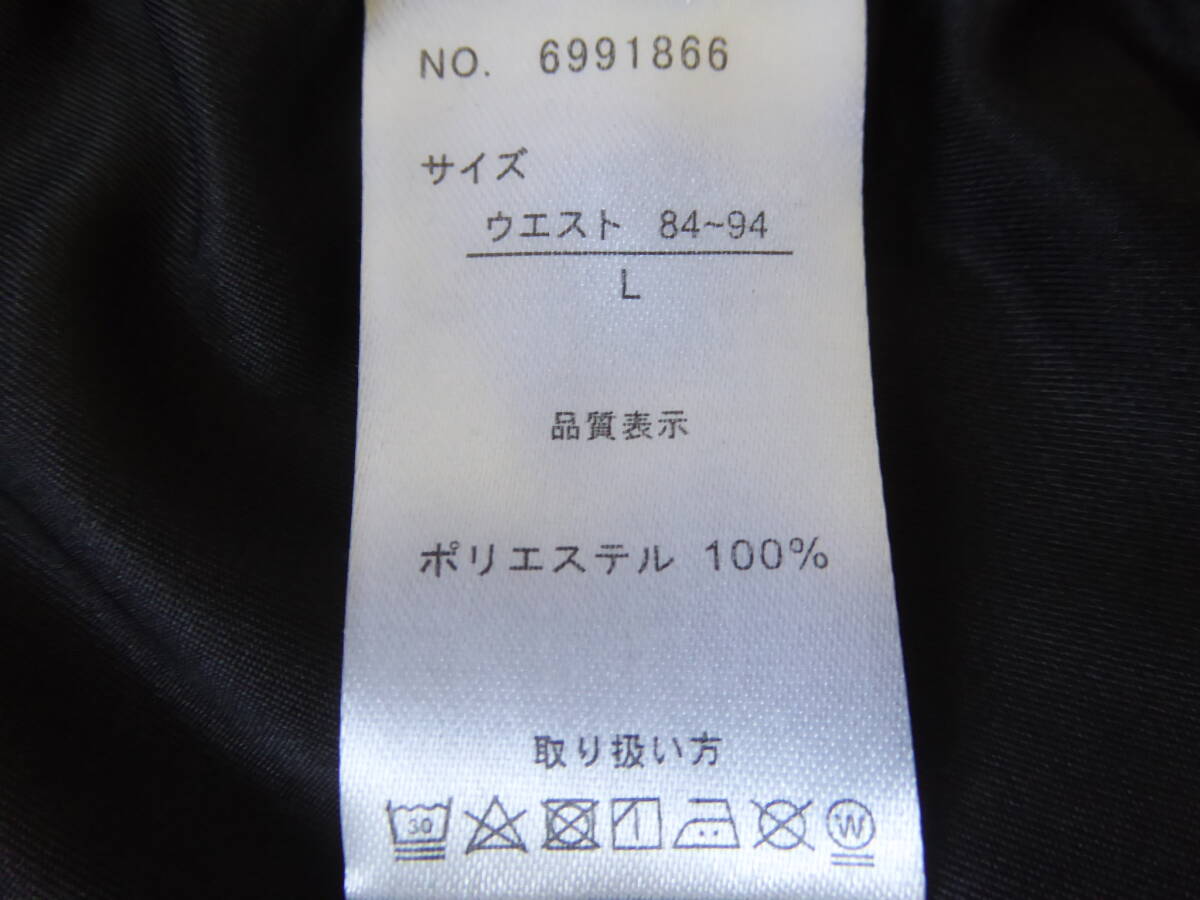 NO. 6991866
サイズ
ウエスト 84~94
L
品質表示
ポリエステル 100%
取り扱い方
30 W